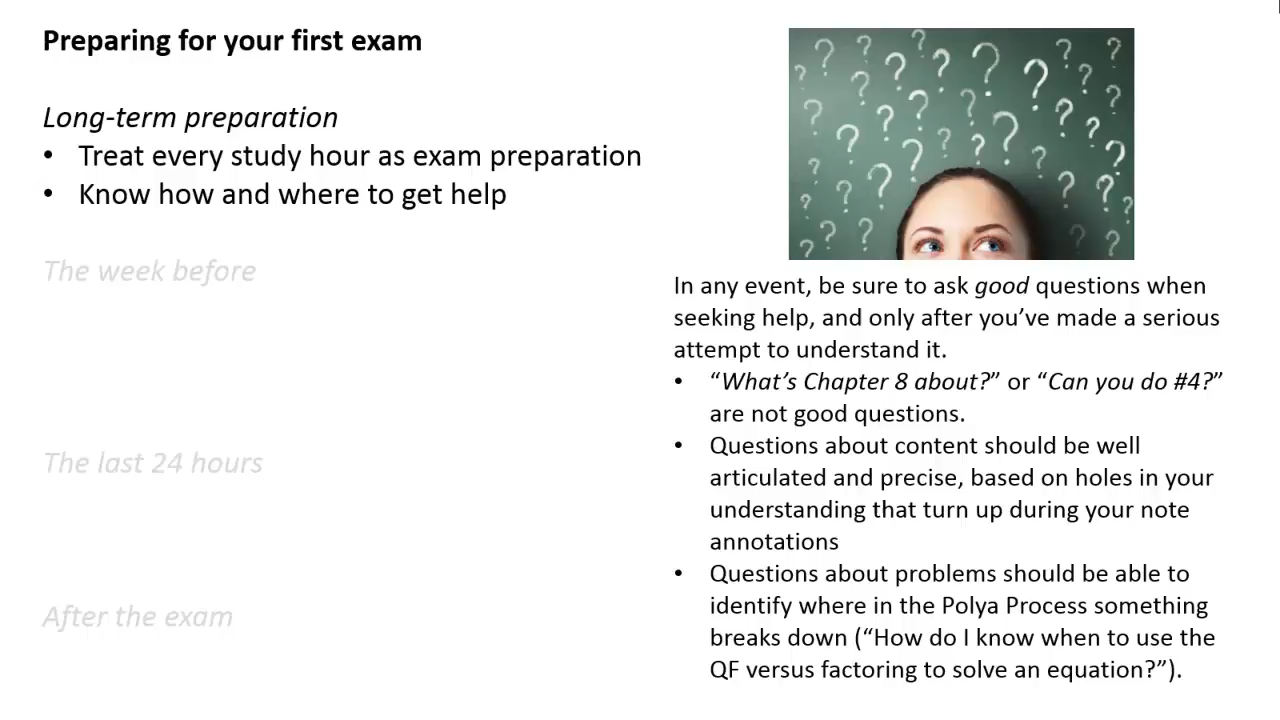 Preparing for your first exam
Long-term preparation
• Treat every study hour as exam preparation
• Know how and where to get help
The week before
The last 24 hours
After the exam
In any event, be sure to ask good questions when
seeking help, and only after you’ve made a serious
attempt to understand it.
• “What’s Chapter 8 about?” or “Can you do #4?”
are not good questions.
• Questions about content should be well
articulated and precise, based on holes in your
understanding that turn up during your note
annotations
• Questions about problems should be able to
identify where in the Polya Process something
breaks down (“How do I know when to use the
QF versus factoring to solve an equation?”).